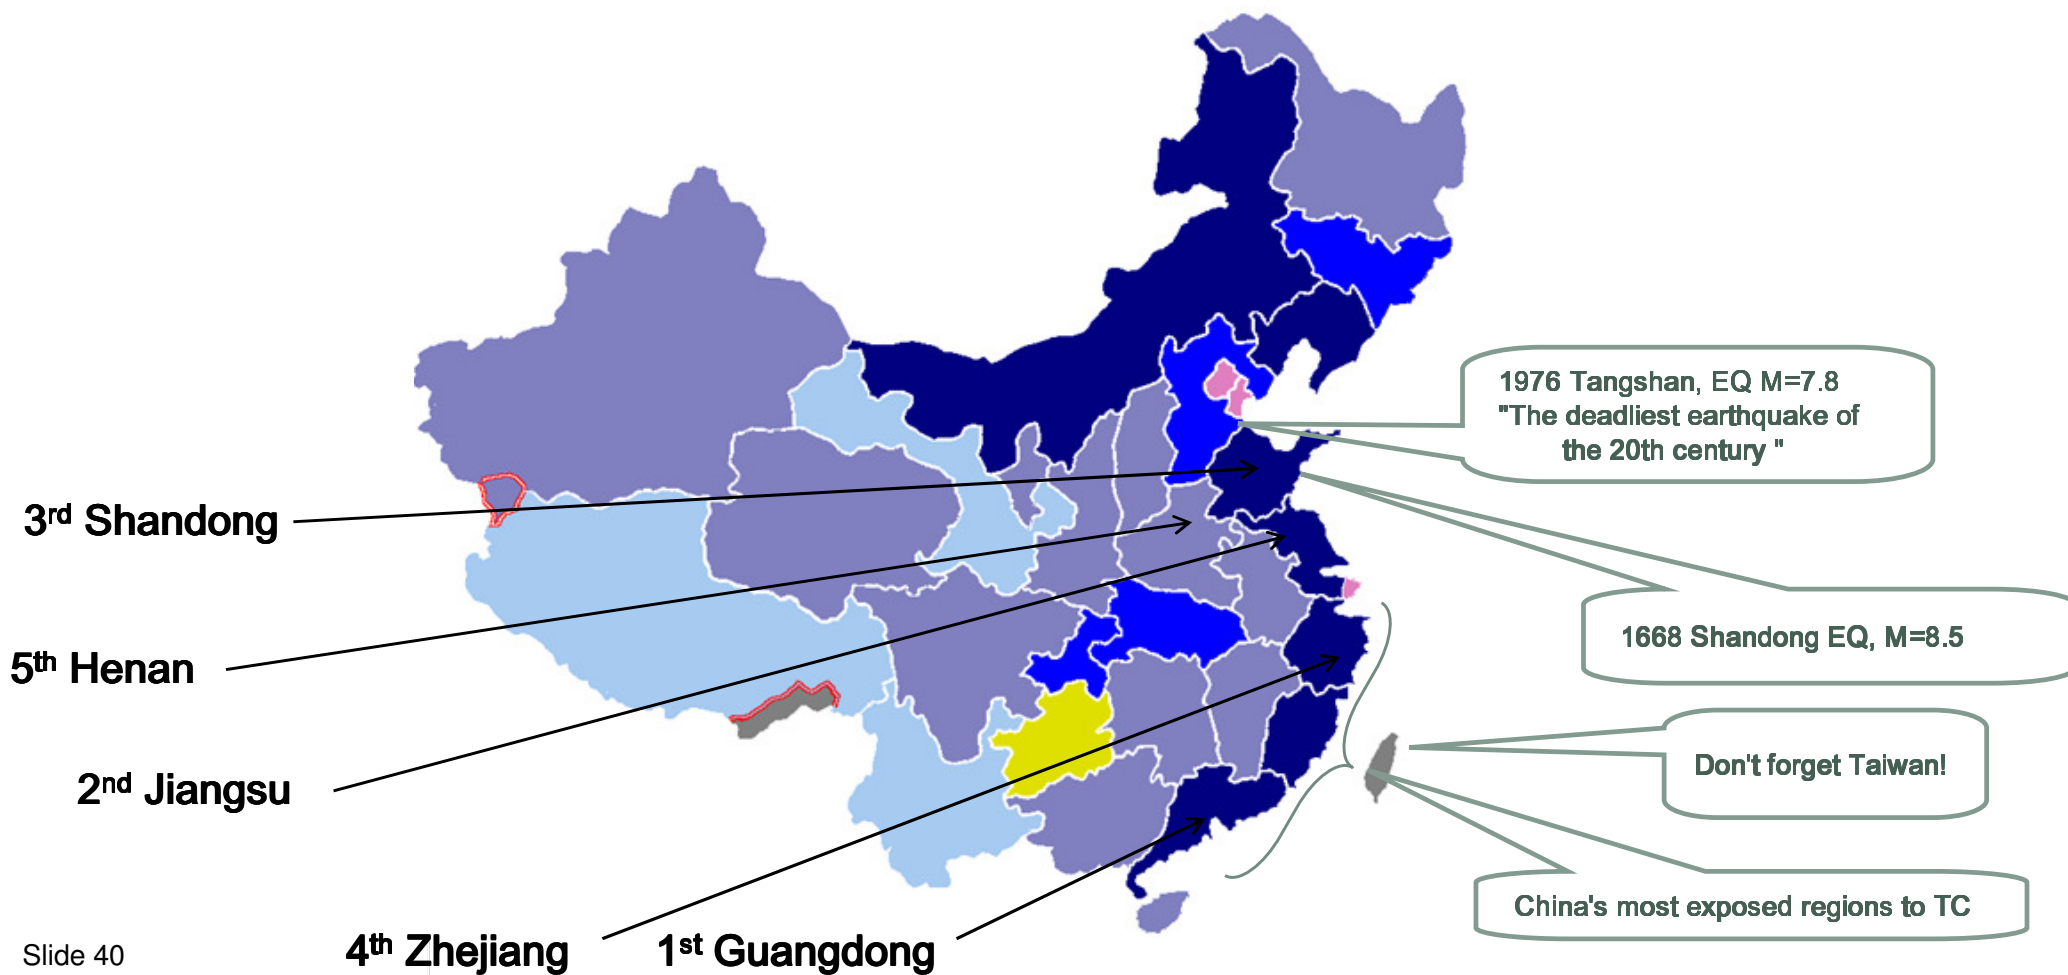 1976 Tangshan, EQ M=7.8
"The deadliest earthquake of
the 20th century "
3rd Shandong
1668 Shandong EQ, M=8.5
5th Henan
2nd Jiangsu
Don't forget Taiwan!
China's most exposed regions to TC
4th Zhejiang
1st Guangdong
Slide 40